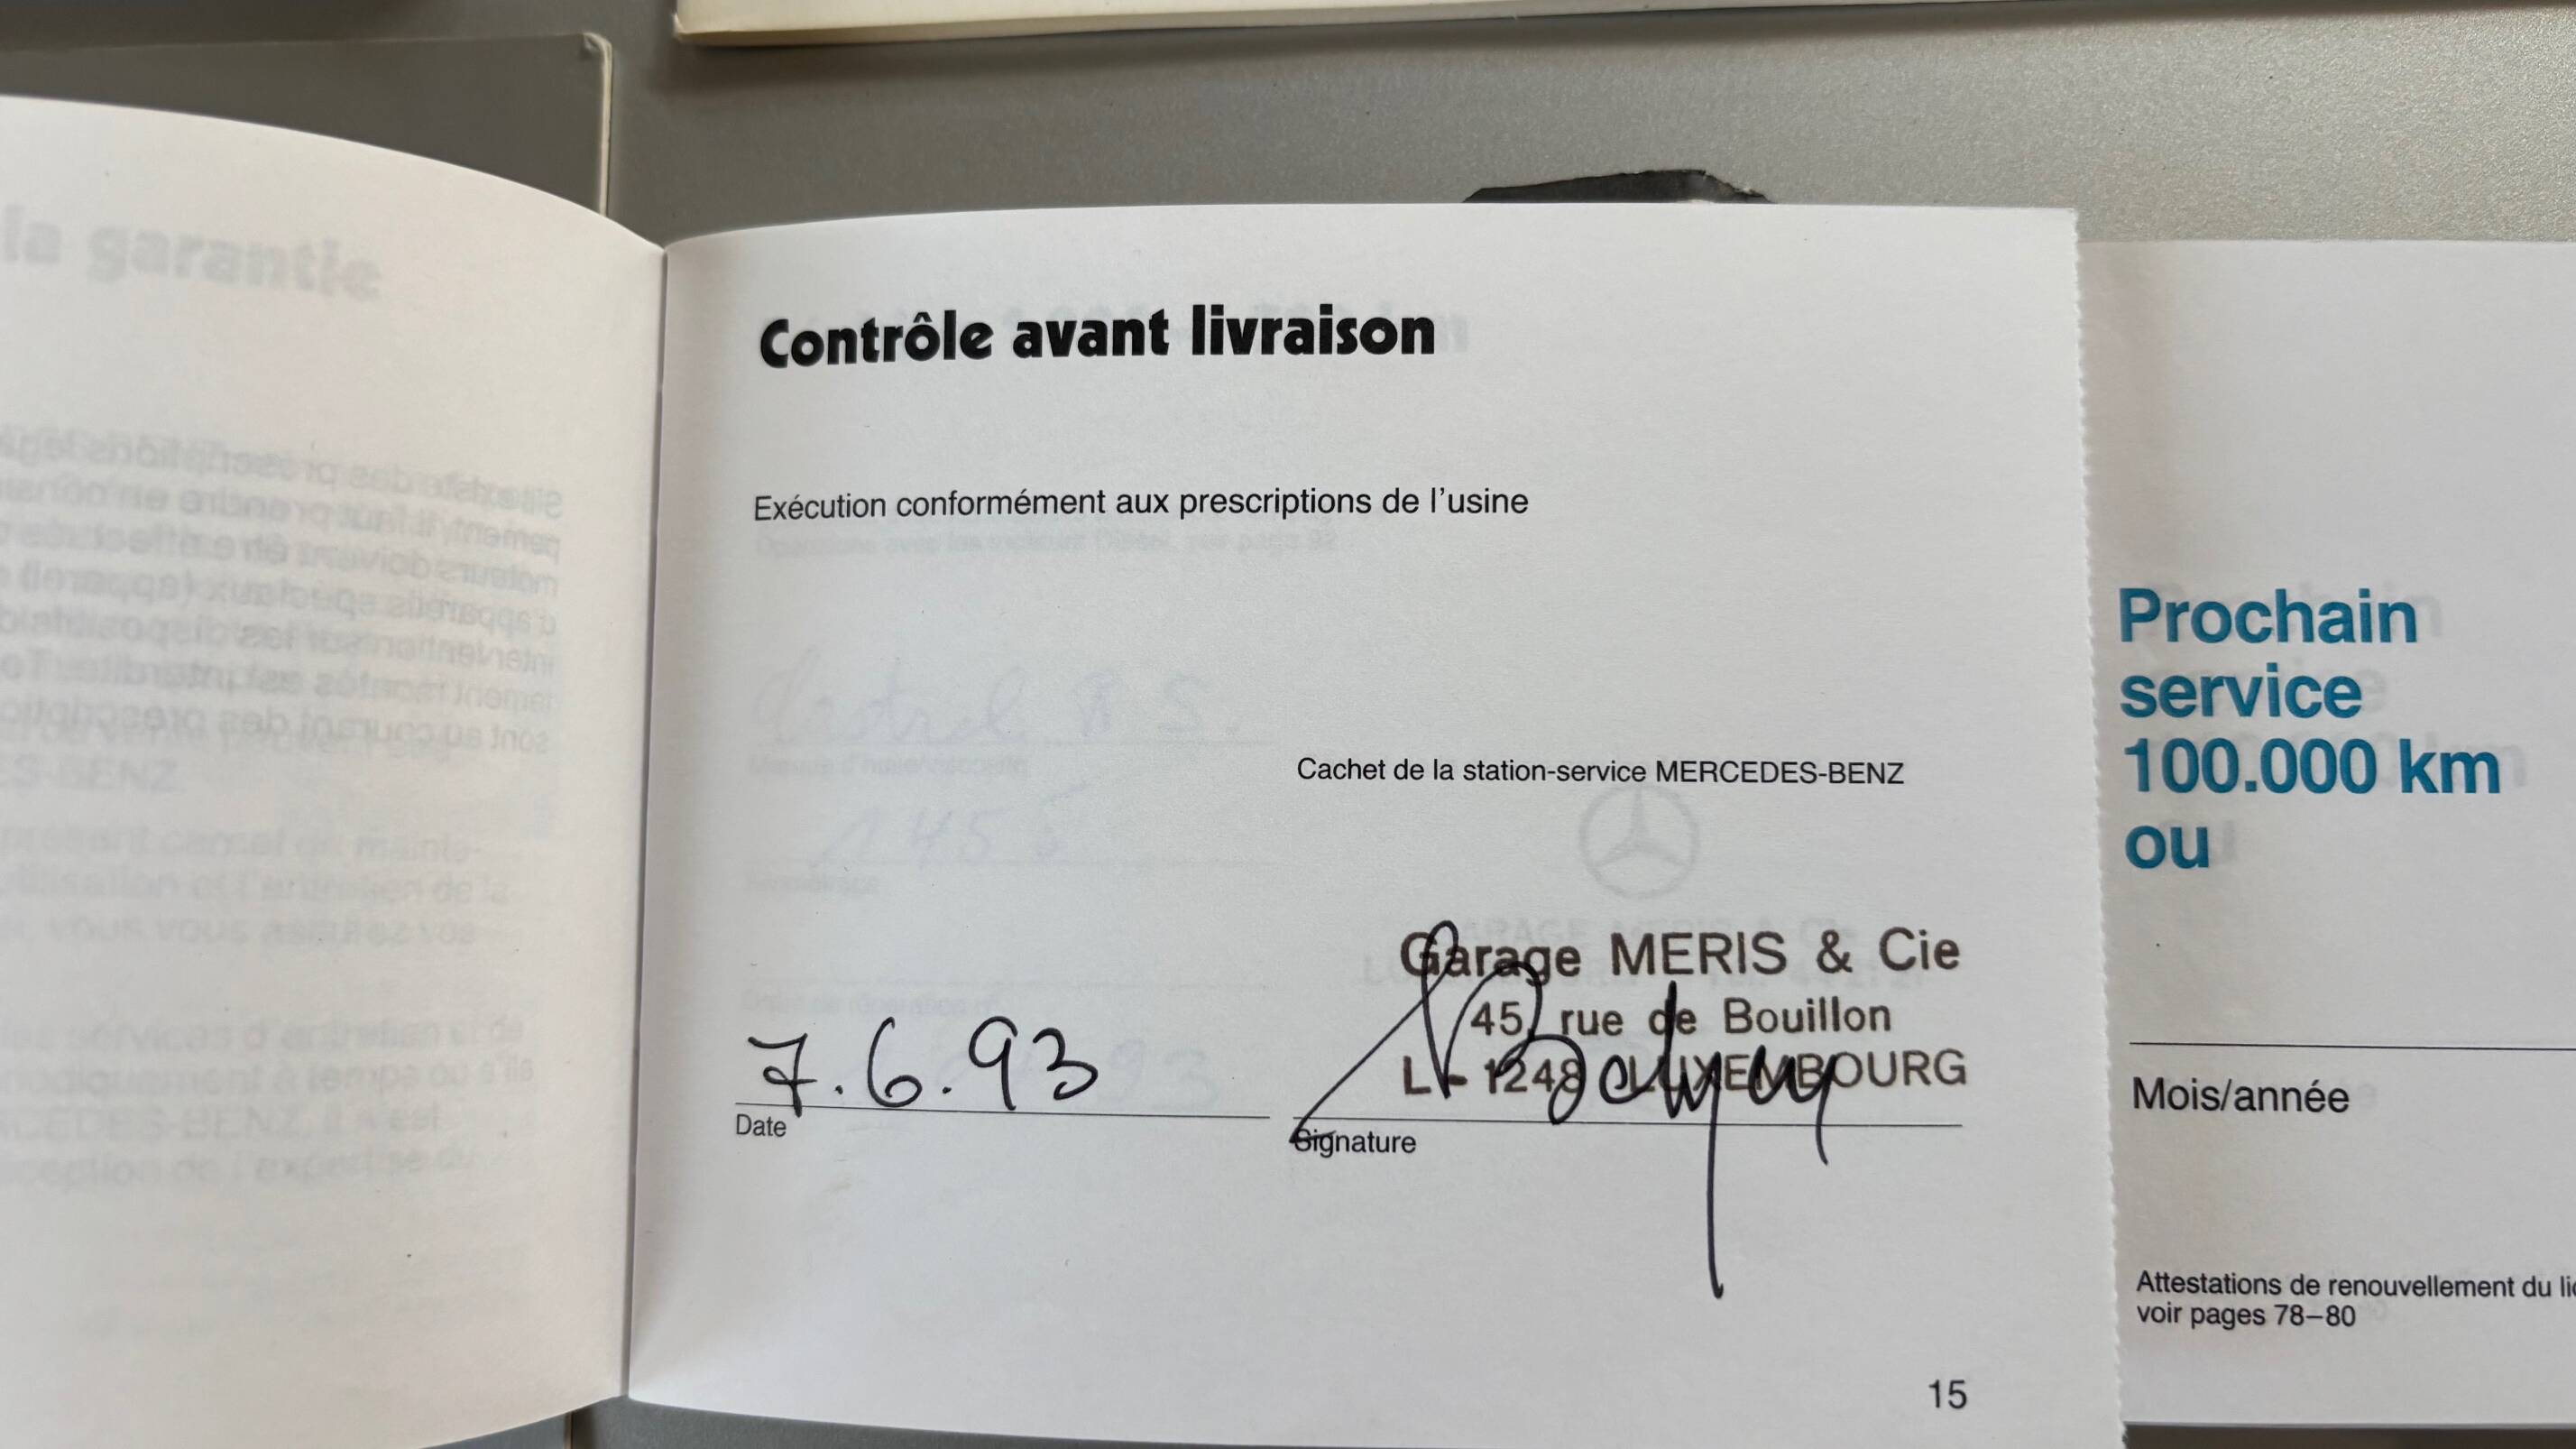 la garantie
Contrôle avant livraison
Exécution conformément aux prescriptions de l'usine
Cachet de la station-service MERCEDES-BENZ
Garage MERIS & Cie
45, rue de Bouillon
L - 1248 LUXEMBOURG
7.6.93
Date
Signature
15
Prochain
service
100.000 km
ou
Mois/année
Attestations de renouvellement du
voir pages 78–80